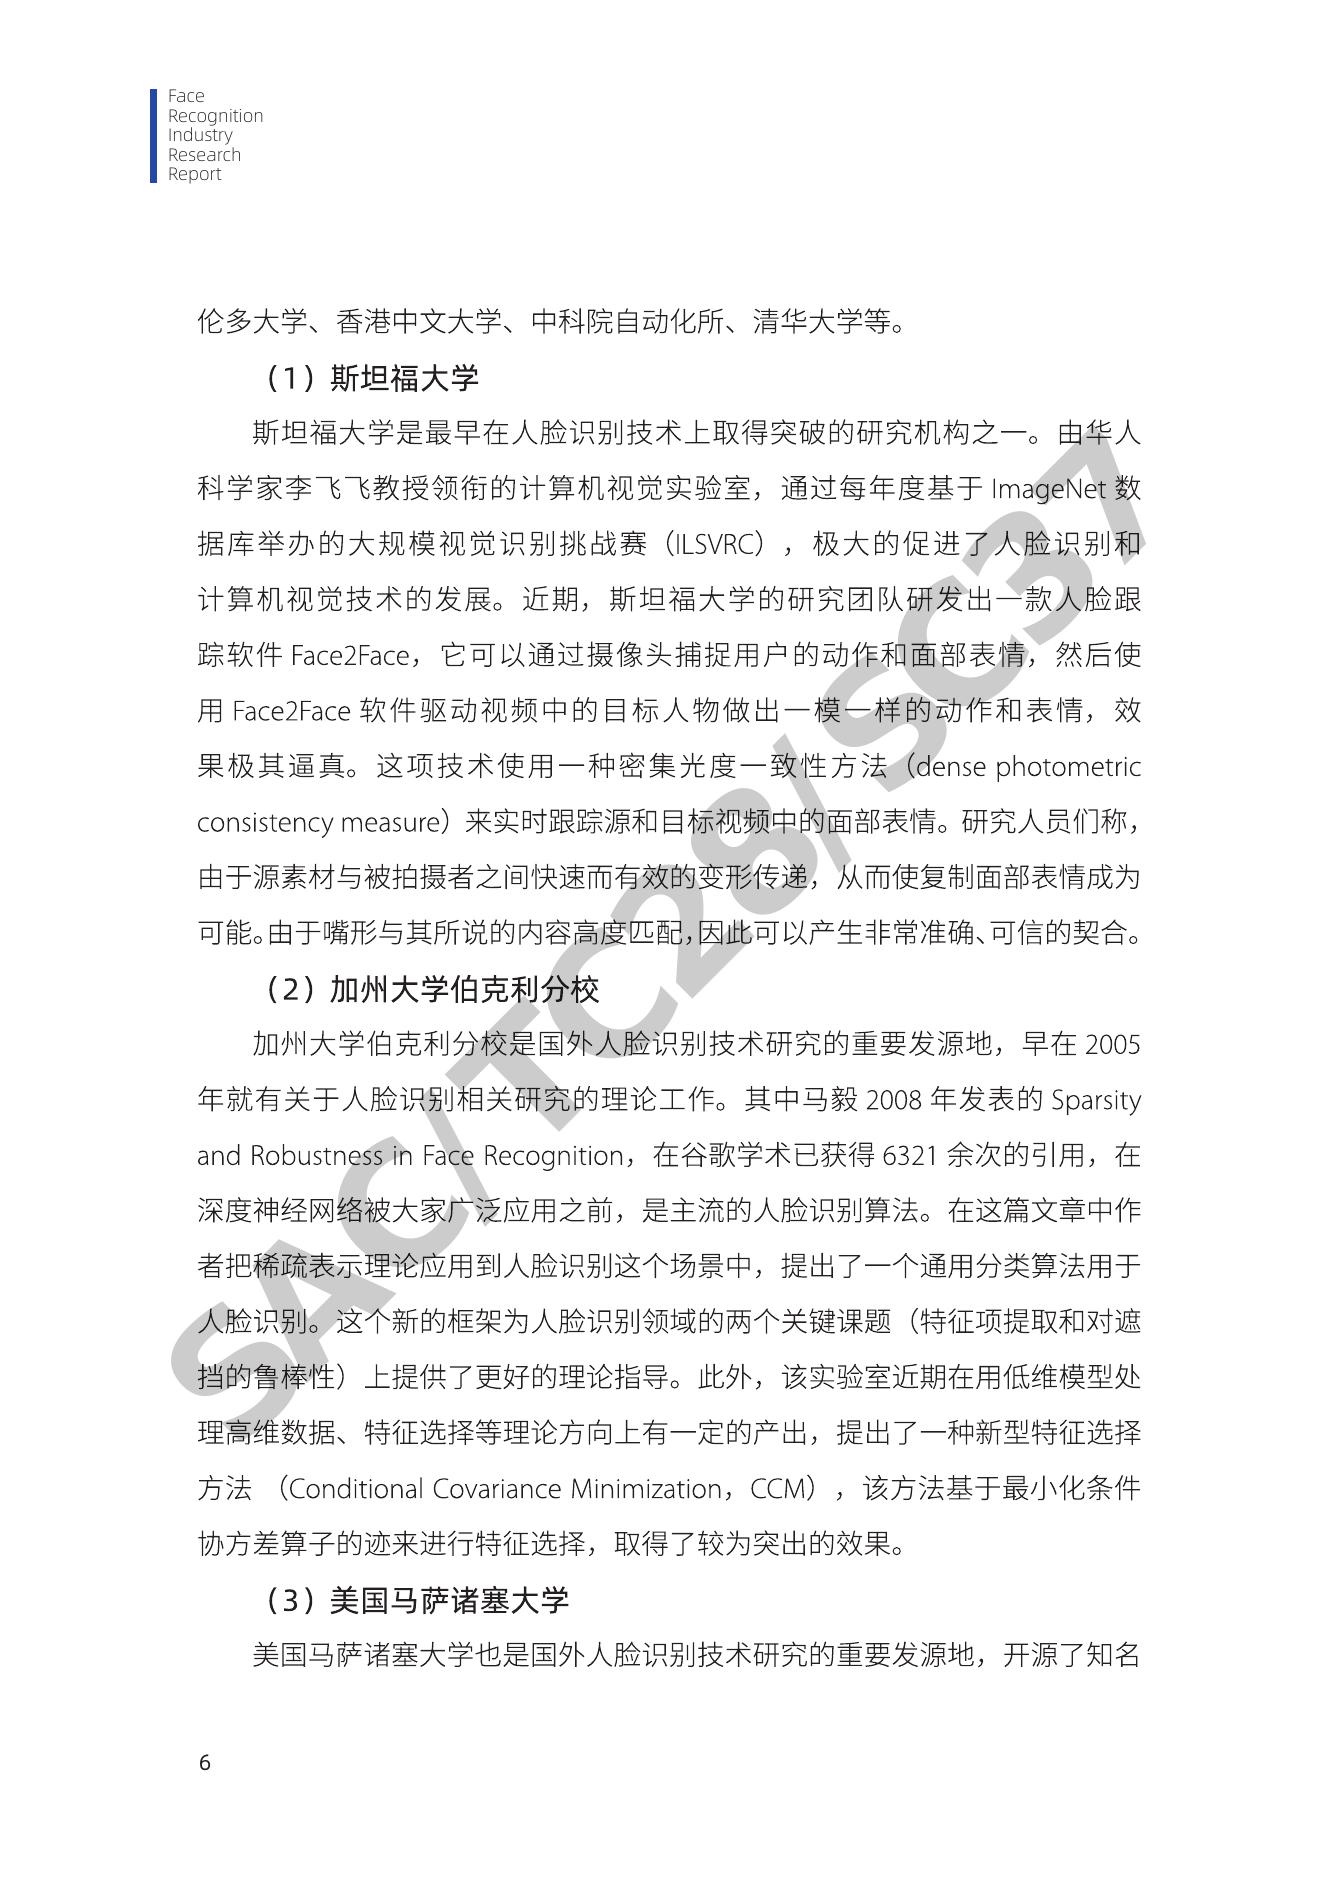 Face
Recognition
Industry
Research
Report
伦多大学、香港中文大学、中科院自动化所、清华大学等。
（1）斯坦福大学
斯坦福大学是最早在人脸识别技术上取得突破的研究机构之一。由华人
科学家李飞飞教授领衔的计算机视觉实验室，通过每年度基于 ImageNet 数
据库举办的大规模视觉识别挑战赛（ILSVRC），极大的促进了人脸识别和
计算机视觉技术的发展。近期，斯坦福大学的研究团队研发出一款人脸跟
踪软件 Face2Face，它可以通过摄像头捕捉用户的动作和面部表情，然后使
用 Face2Face 软件驱动视频中的目标人物做出一模一样的动作和表情，效
果极其逼真。这项技术使用一种密集光度一致性方法（dense photometric
consistency measure）来实时跟踪源和目标视频中的面部表情。研究人员们称，
由于源素材与被拍摄者之间快速而有效的变形传递，从而使复制面部表情成为
可能。由于嘴形与其所说的内容高度匹配，因此可以产生非常准确、可信的契合。
（2）加州大学伯克利分校
加州大学伯克利分校是国外人脸识别技术研究的重要发源地，早在 2005
年就有关于人脸识别相关研究的理论工作。其中马毅 2008 年发表的 Sparsity
and Robustness in Face Recognition，在谷歌学术已获得 6321 余次的引用，在
深度神经网络被大家广泛应用之前，是主流的人脸识别算法。在这篇文章中作
者把稀疏表示理论应用到人脸识别这个场景中，提出了一个通用分类算法用于
人脸识别。这个新的框架为人脸识别领域的两个关键课题（特征项提取和对遮
挡的鲁棒性）上提供了更好的理论指导。此外，该实验室近期在用低维模型处
理高维数据、特征选择等理论方向上有一定的产出，提出了一种新型特征选择
方法 （Conditional Covariance Minimization，CCM），该方法基于最小化条件
协方差算子的迹来进行特征选择，取得了较为突出的效果。
（3）美国马萨诸塞大学
美国马萨诸塞大学也是国外人脸识别技术研究的重要发源地，开源了知名
6
SAC/TC28/SC37